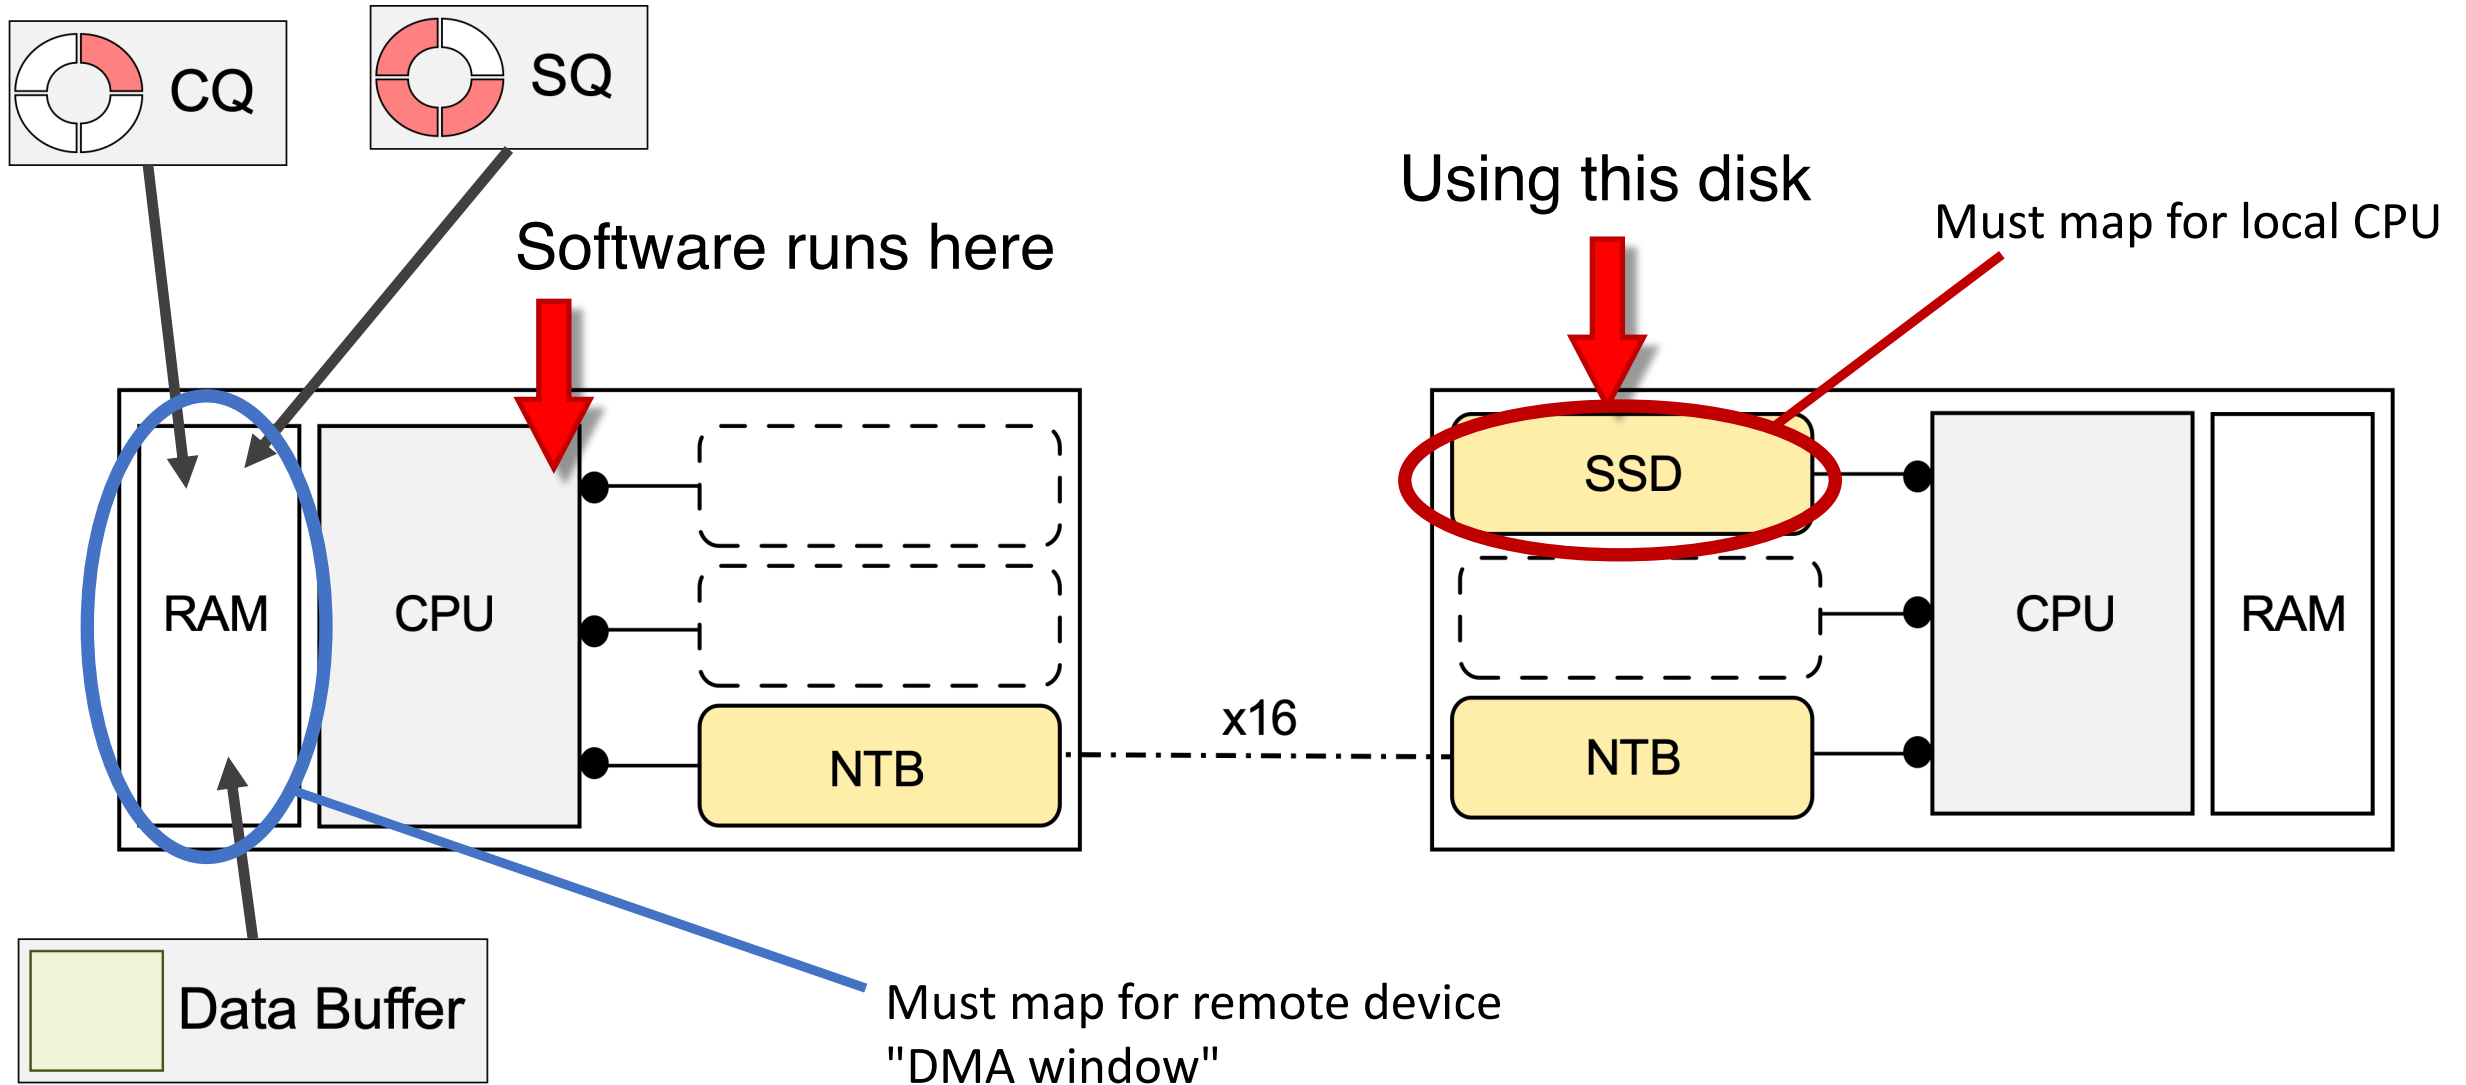 CQ
SQ
Using this disk
Must map for local CPU
Software runs here
SSD
RAM
CPU
CPU
RAM
x16
NTB
NTB
Data Buffer
Must map for remote device
"DMA window"